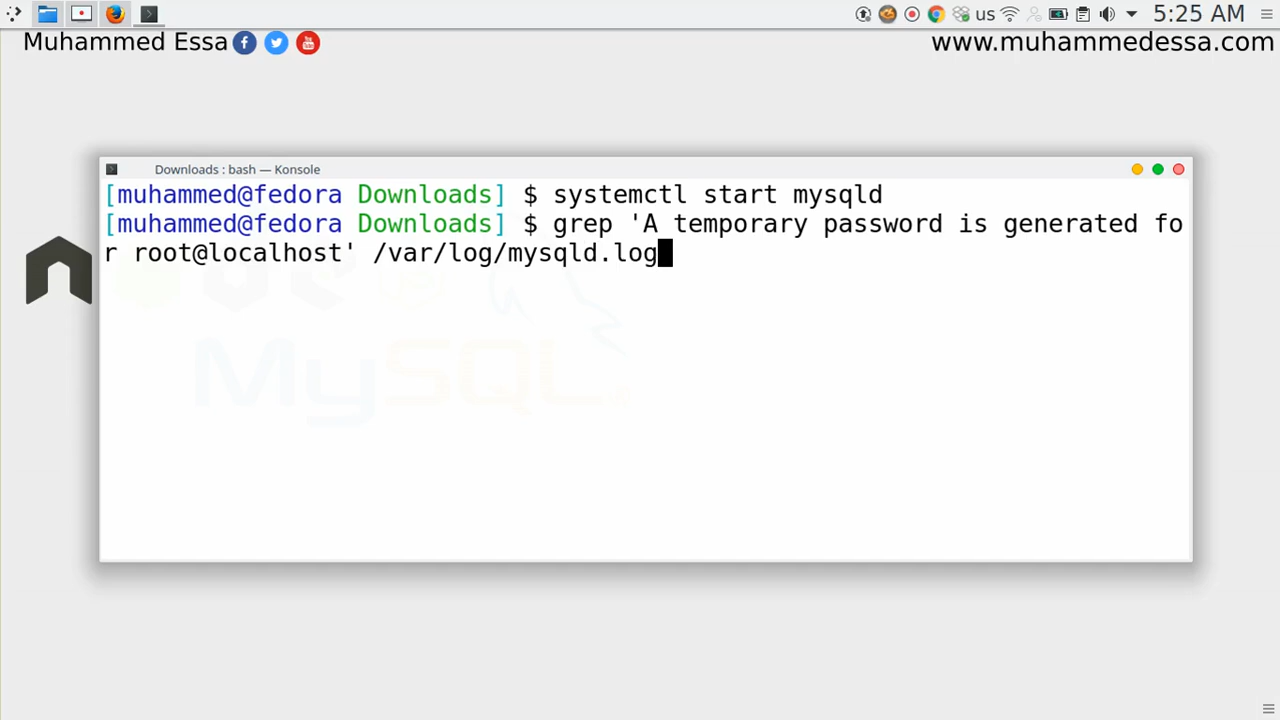 us 5:25 AM
Muhammed Essa www.muhammedessa.com
Downloads : bash — Konsole
[muhammed@fedora Downloads] $ systemctl start mysqld
[muhammed@fedora Downloads] $ grep 'A temporary password is generated fo
r root@localhost' /var/log/mysqld.log
MySQL